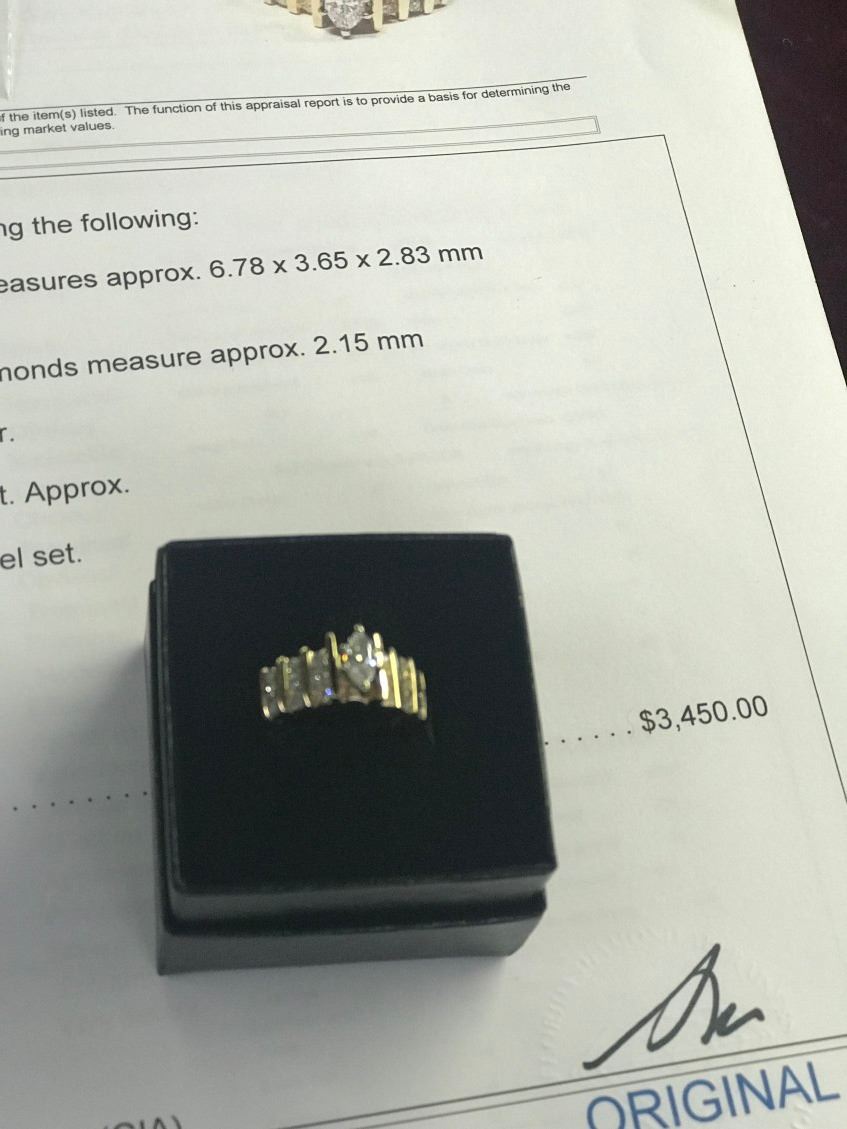 f the item(s) listed. The function of this appraisal report is to provide a basis for determining the
ing market values.
ng the following:
easures approx. 6.78 x 3.65 x 2.83 mm
monds measure approx. 2.15 mm
r.
t. Approx.
el set.
...... $3,450.00
........
ORIGINAL
(GIA)